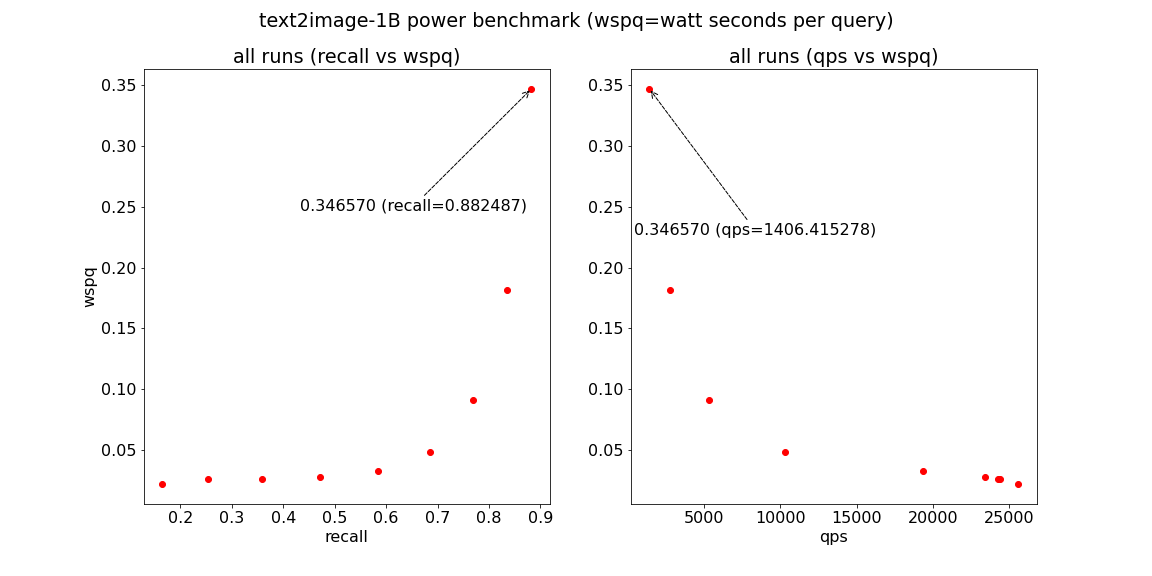 text2image-1B power benchmark (wspq=watt seconds per query)
all runs (recall vs wspq)
0.35
0.30
0.25
0.20
0.15
0.10
0.05
wspq
0.346570 (recall=0.882487)
0.2 0.3 0.4 0.5 0.6 0.7 0.8 0.9
recall
all runs (qps vs wspq)
0.35
0.30
0.25
0.20
0.15
0.10
0.05
0.346570 (qps=1406.415278)
5000 10000 15000 20000 25000
qps